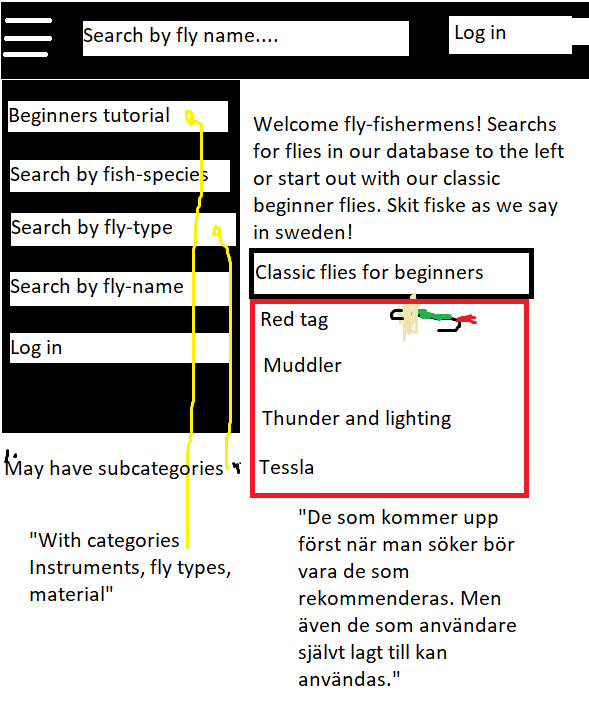 Search by fly name....
Log in
Beginners tutorial
Search by fish-species
Search by fly-type
Search by fly-name
Log in
Welcome fly-fishermens! Searchs
for flies in our database to the left
or start out with our classic
beginner flies. Skit fiske as we say
in sweden!
Classic flies for beginners
Red tag
Muddler
Thunder and lighting
Tessla
May have subcategories
"With categories
Instruments, fly types,
material"
"De som kommer upp
först när man söker bör
vara de som
rekommenderas. Men
även de som användare
självt lagt till kan
användas."